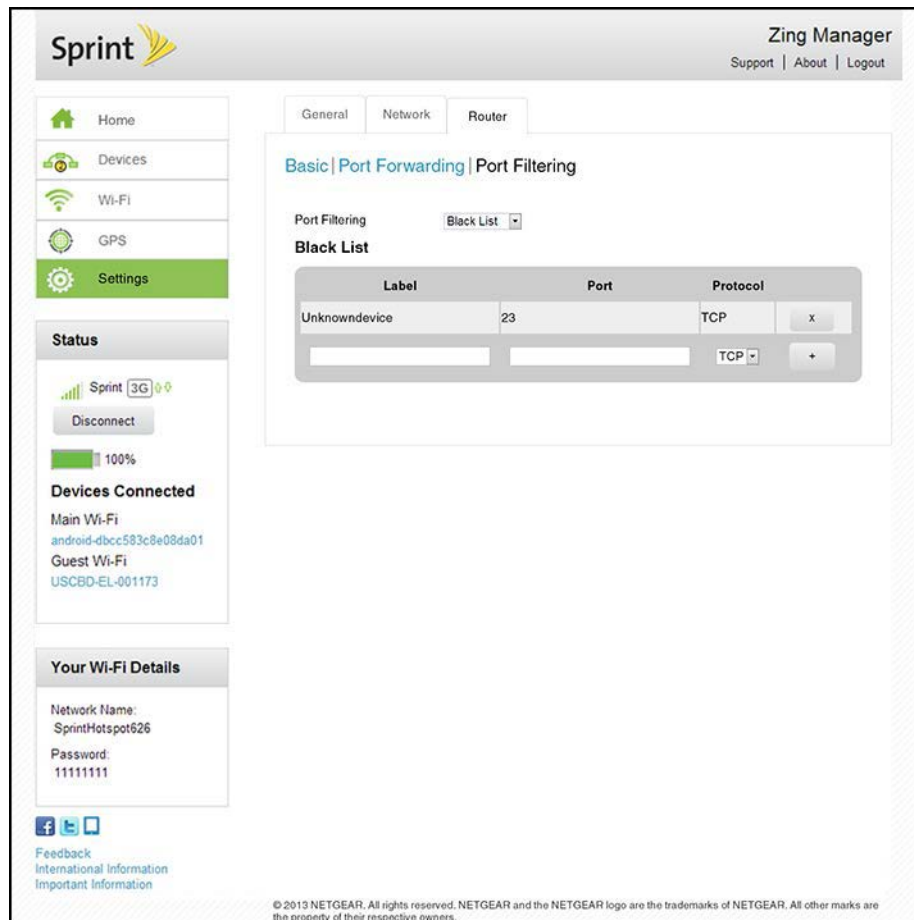 Sprint
Zing Manager
Support | About | Logout
Home
Devices
Wi-Fi
GPS
Settings
Status
Sprint 3G
Disconnect
100%
Devices Connected
Main Wi-Fi
android-dbcc583c8e08da01
Guest Wi-Fi
USCBD-EL-001173
Your Wi-Fi Details
Network Name:
SprintHotspot626
Password:
11111111
Feedback
International Information
Important Information
General Network Router
Basic | Port Forwarding | Port Filtering
Port Filtering Black List
Black List
Label Port Protocol
Unknowndevice 23 TCP x
TCP +
© 2013 NETGEAR. All rights reserved. NETGEAR and the NETGEAR logo are the trademarks of NETGEAR. All other marks are
the property of their respective owners.